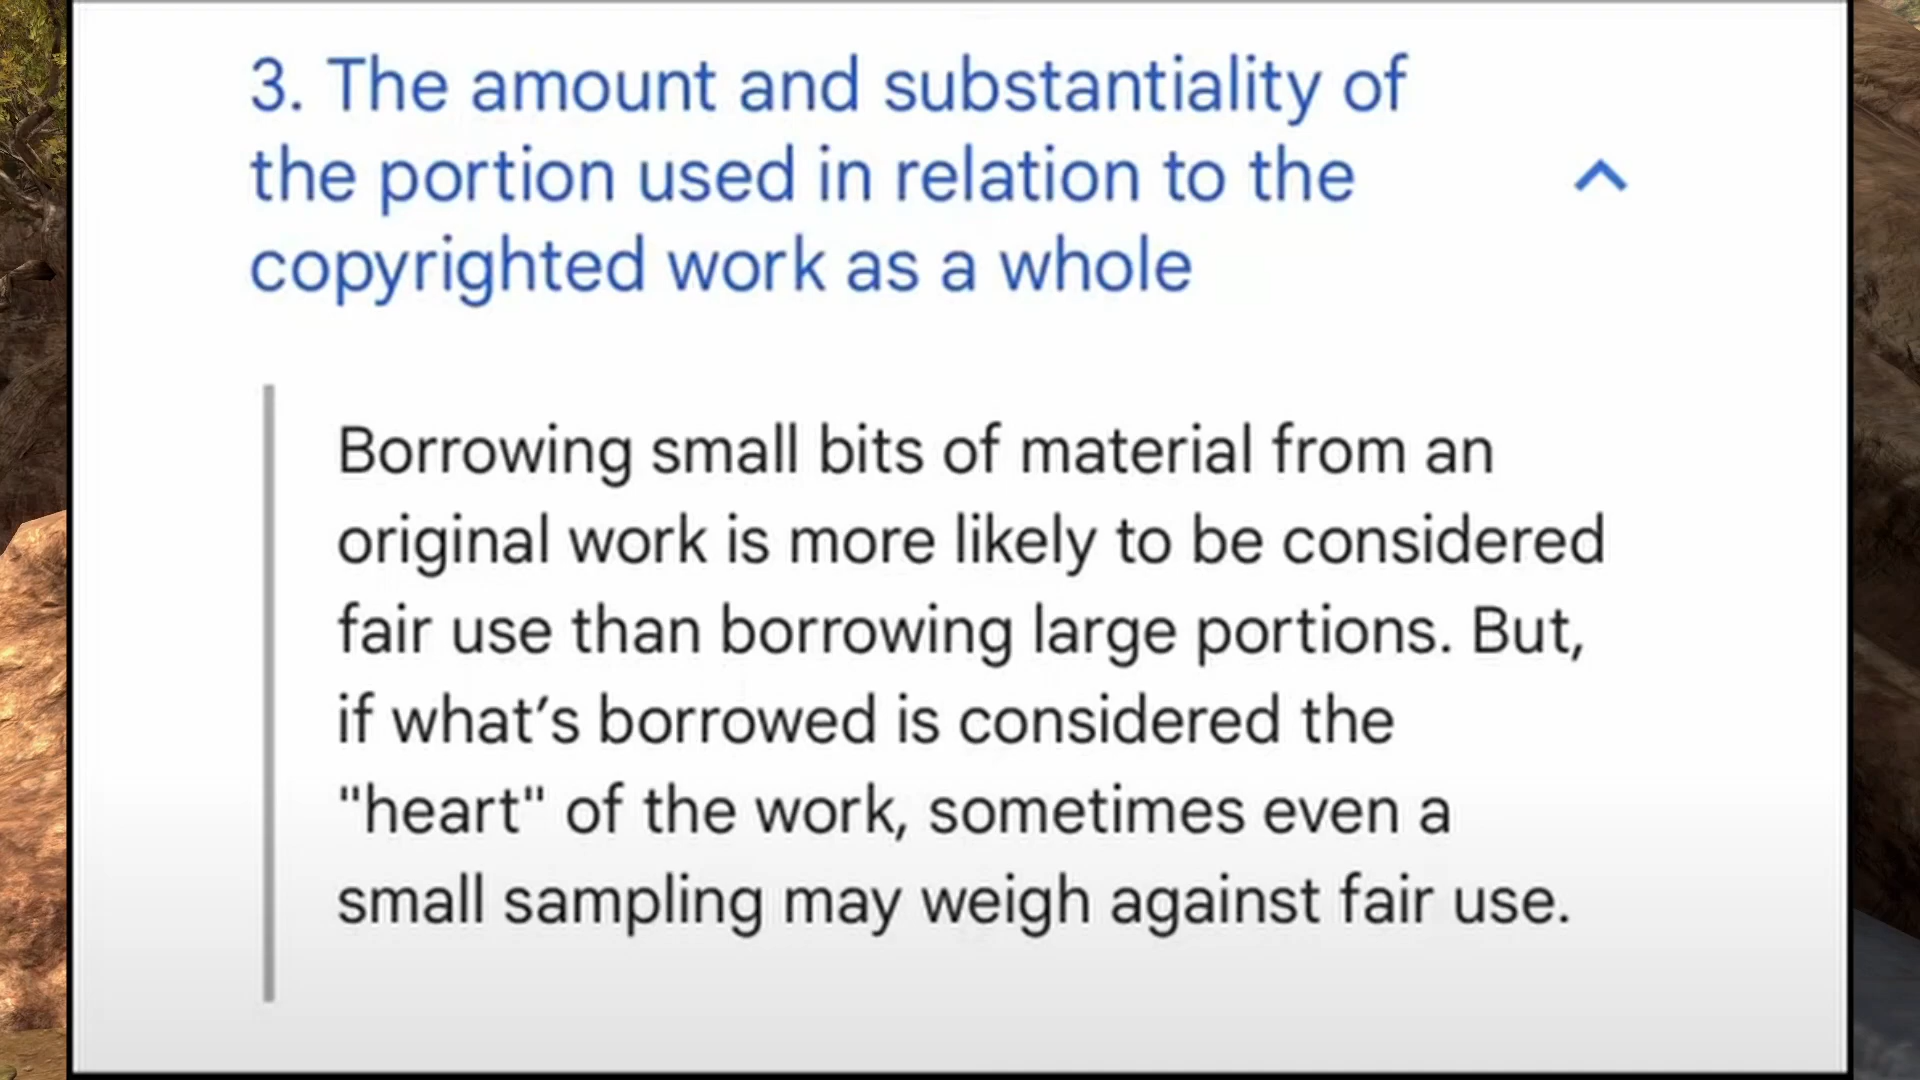 3. The amount and substantiality of
the portion used in relation to the
copyrighted work as a whole
Borrowing small bits of material from an
original work is more likely to be considered
fair use than borrowing large portions. But,
if what’s borrowed is considered the
"heart" of the work, sometimes even a
small sampling may weigh against fair use.